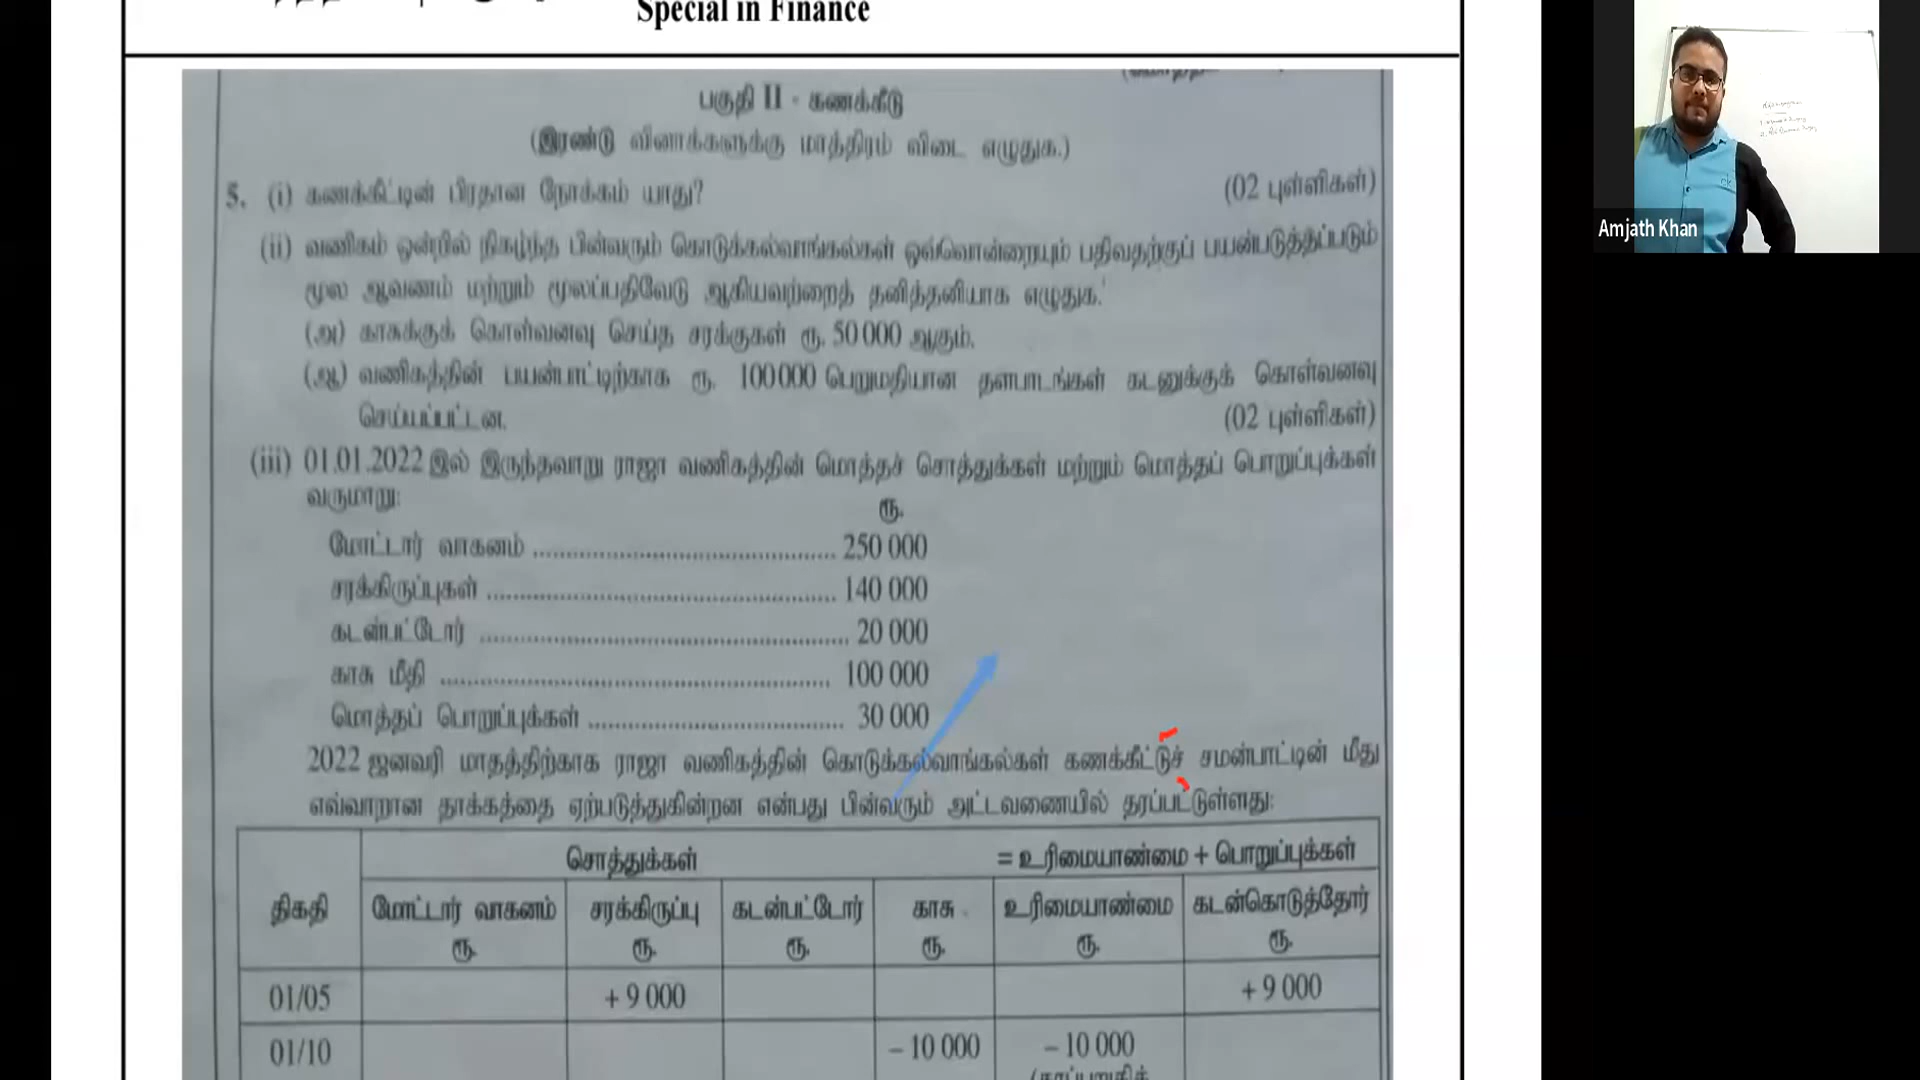 Special in Finance
பகுதி II - கணக்கீடு
(இரண்டு வினாக்களுக்கு மாத்திரம் விடை எழுதுக.)
5. (i) கணக்கீட்டின் பிரதான நோக்கம் யாது? (02 புள்ளிகள்)
(ii) வணிகம் ஒன்றில் நிகழ்ந்த பின்வரும் கொடுக்கல்வாங்கல்கள் ஒவ்வொன்றையும் பதிவதற்குப் பயன்படுத்தப்படும்
மூல ஆவணம் மற்றும் மூலப்பதிவேடு ஆகியவற்றைத் தனித்தனியாக எழுதுக.
(அ) காசுக்குக் கொள்வனவு செய்த சரக்குகள் ரூ. 50 000 ஆகும்.
(ஆ) வணிகத்தின் பயன்பாட்டிற்காக ரூ. 100 000 பெறுமதியான தளபாடங்கள் கடனுக்குக் கொள்வனவு
செய்யப்பட்டன. (02 புள்ளிகள்)
(iii) 01.01.2022 இல் இருந்தவாறு ராஜா வணிகத்தின் மொத்தச் சொத்துக்கள் மற்றும் மொத்தப் பொறுப்புக்கள்
வருமாறு:
ரூ.
மோட்டார் வாகனம் ........................................... 250 000
சரக்கிருப்புகள் .................................................. 140 000
கடன்பட்டோர் ..................................................... 20 000
காசு மீதி ........................................................ 100 000
மொத்தப் பொறுப்புக்கள் ..................................... 30 000
2022 ஜனவரி மாதத்திற்காக ராஜா வணிகத்தின் கொடுக்கல்வாங்கல்கள் கணக்கீட்டுச் சமன்பாட்டின் மீது
எவ்வாறான தாக்கத்தை ஏற்படுத்துகின்றன என்பது பின்வரும் அட்டவணையில் தரப்பட்டுள்ளது:
சொத்துக்கள் = உரிமையாண்மை + பொறுப்புக்கள்
திகதி மோட்டார் வாகனம் சரக்கிருப்பு கடன்பட்டோர் காசு உரிமையாண்மை கடன்கொடுத்தோர்
ரூ. ரூ. ரூ. ரூ. ரூ. ரூ.
01/05 + 9 000 + 9 000
01/10 – 10 000 – 10 000
Amjath Khan